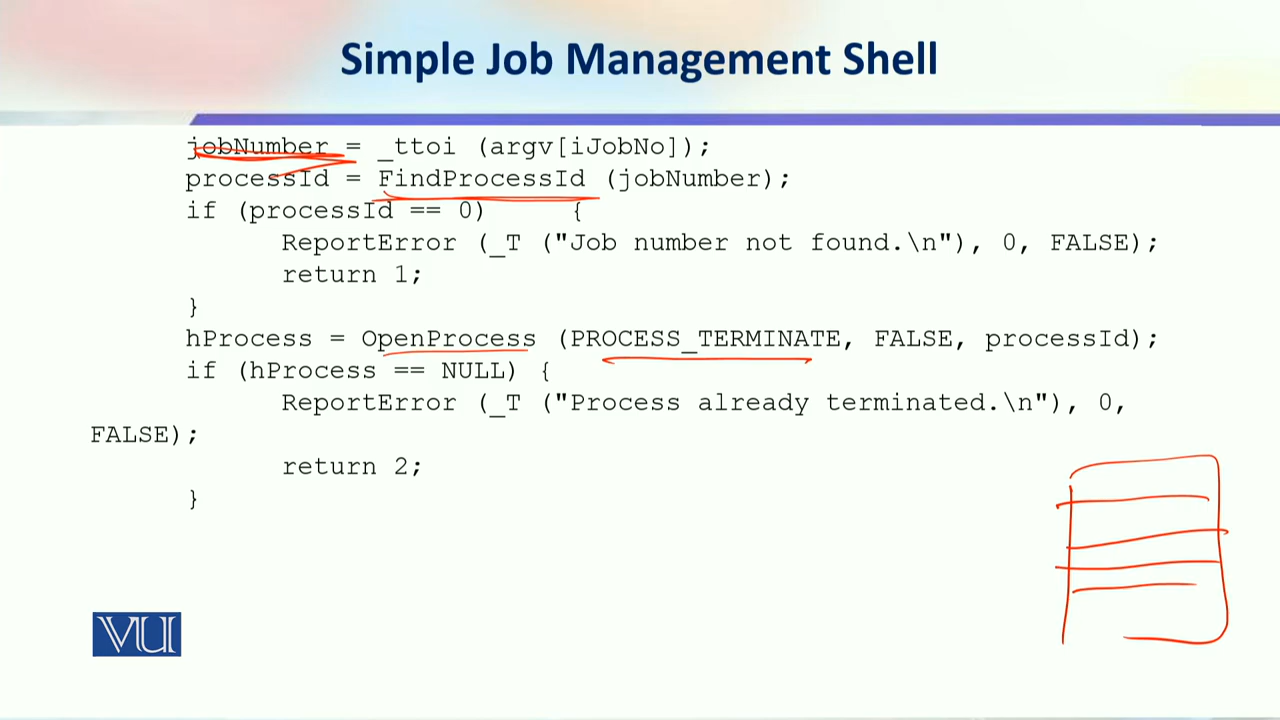 Simple Job Management Shell
jobNumber = _ttoi (argv[iJobNo]);
processId = FindProcessId (jobNumber);
if (processId == 0) {
ReportError (_T ("Job number not found.\n"), 0, FALSE);
return 1;
}
hProcess = OpenProcess (PROCESS_TERMINATE, FALSE, processId);
if (hProcess == NULL) {
ReportError (_T ("Process already terminated.\n"), 0,
FALSE);
return 2;
}
VU